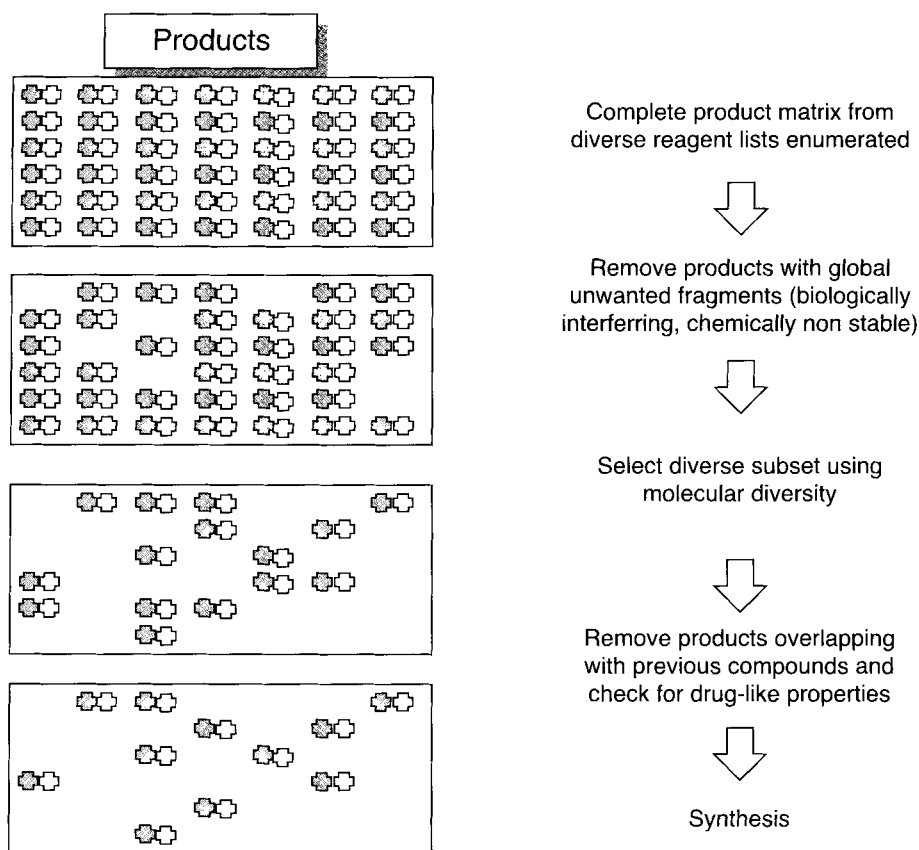 Products
Complete product matrix from
diverse reagent lists enumerated
Remove products with global
unwanted fragments (biologically
interferring, chemically non stable)
Select diverse subset using
molecular diversity
Remove products overlapping
with previous compounds and
check for drug-like properties
Synthesis